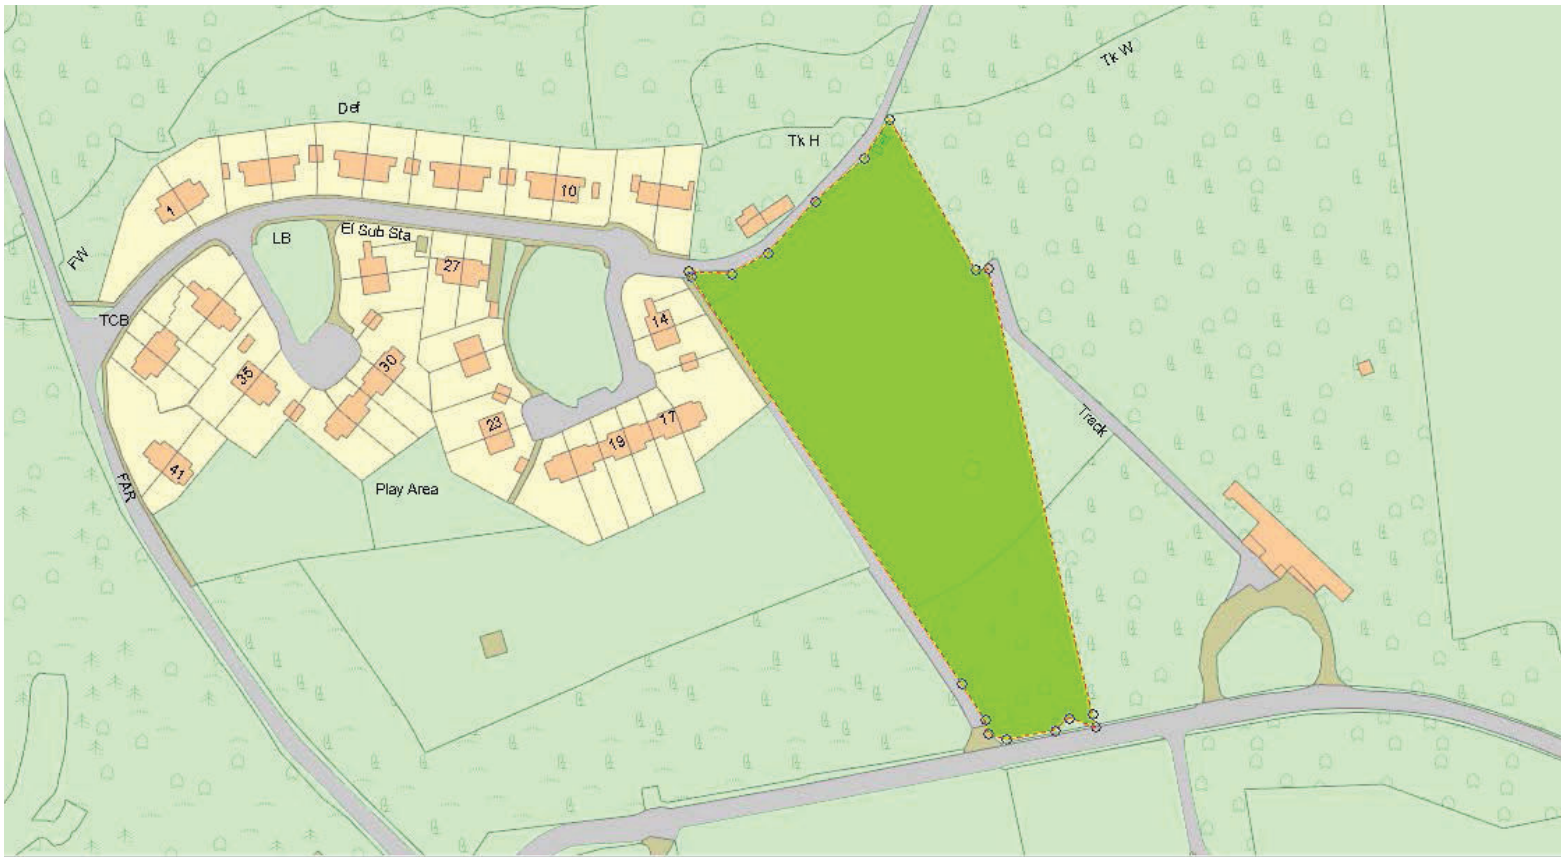 Tk W
Def
Tk H
1
10
LB
El Sub Sta
27
FW
TCB
14
35
30
23
19
17
Track
41
FAR
Play Area